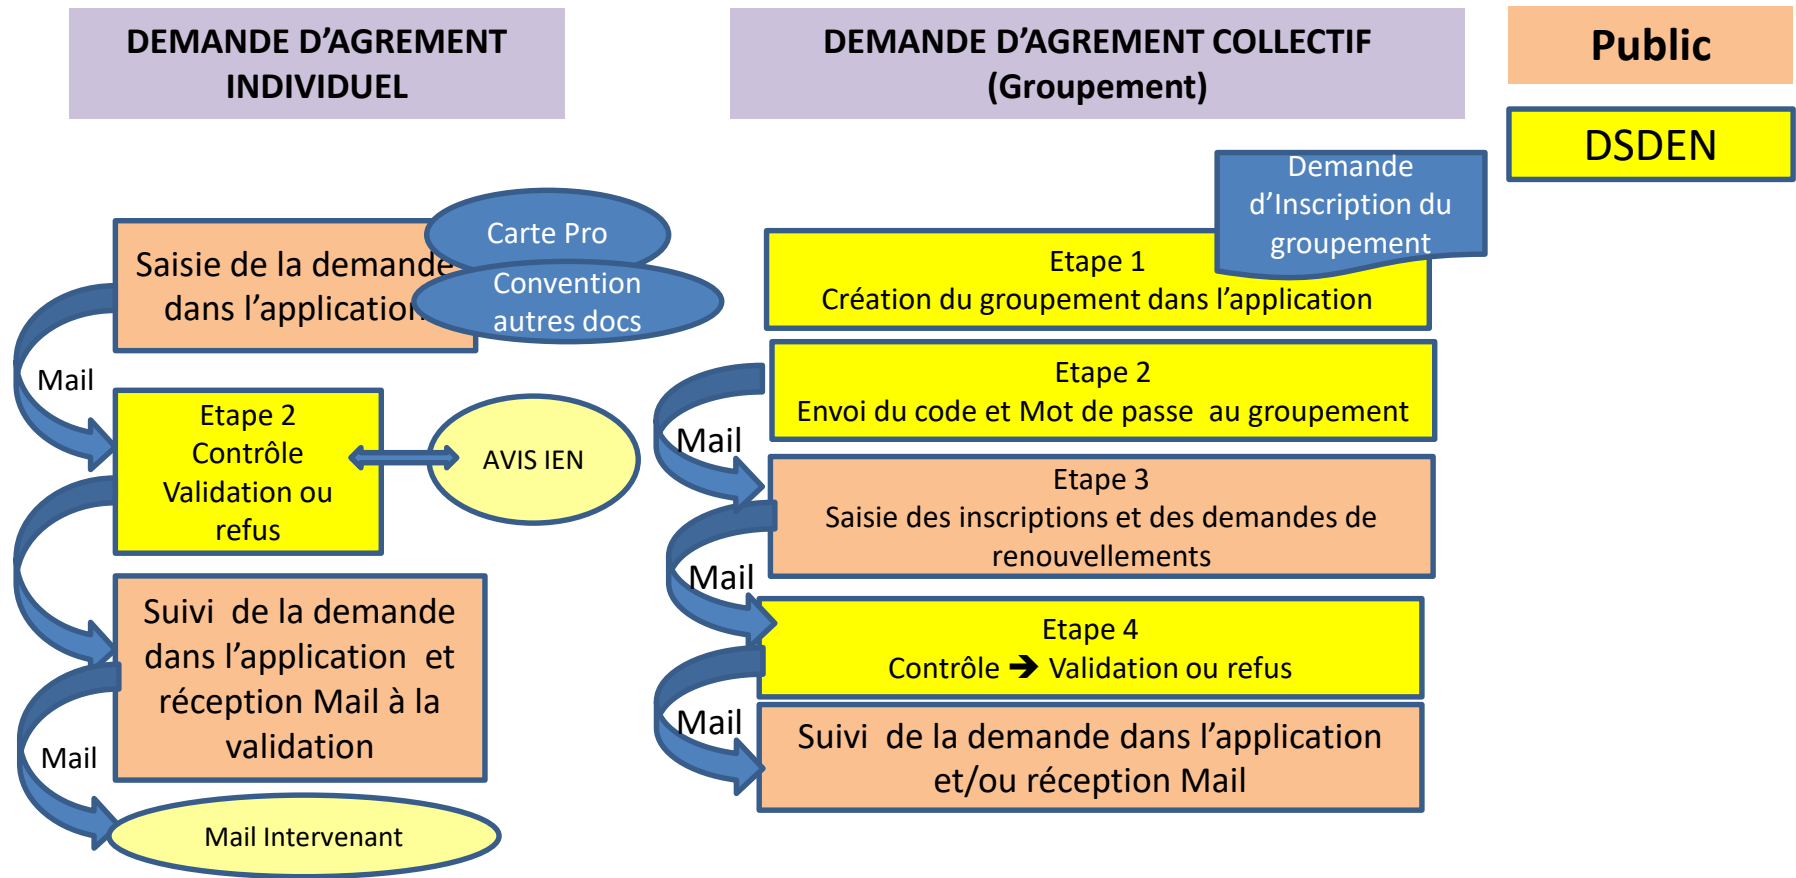 DEMANDE D’AGREMENT
INDIVIDUEL
DEMANDE D’AGREMENT COLLECTIF
(Groupement)
Public
DSDEN
Saisie de la demande
dans l’application
Carte Pro
Convention
autres docs
Mail
Etape 2
Contrôle
Validation ou
refus
AVIS IEN
Suivi  de la demande
dans l’application  et
réception Mail à la
validation
Mail
Mail Intervenant
Demande
d’Inscription du
groupement
Etape 1
Création du groupement dans l’application
Etape 2
Envoi du code et Mot de passe  au groupement
Mail
Etape 3
Saisie des inscriptions et des demandes de
renouvellements
Mail
Etape 4
Contrôle ➔ Validation ou refus
Mail
Suivi  de la demande dans l’application
et/ou réception Mail